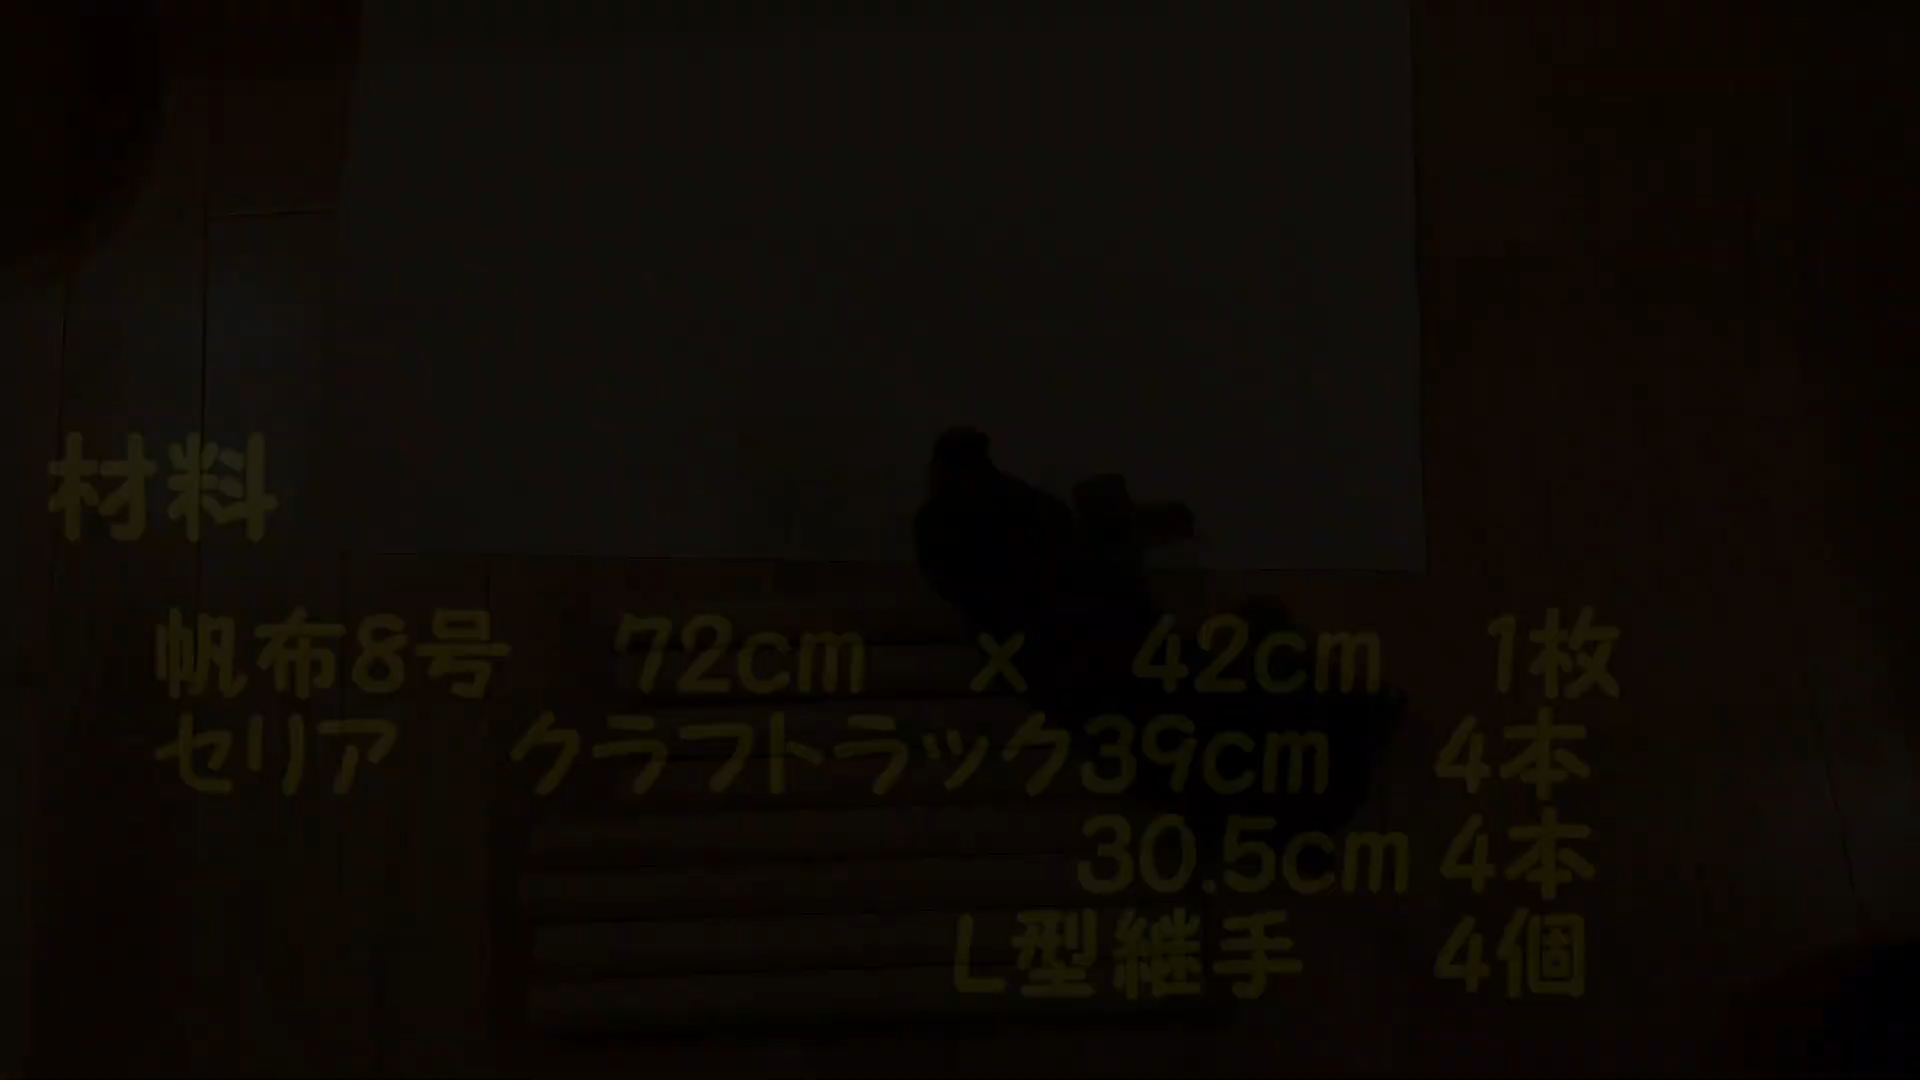 材料
帆布8号 72cm x 42cm 1枚
セリア クラフトラック39cm 4本
30.5cm 4本
L型継手 4個